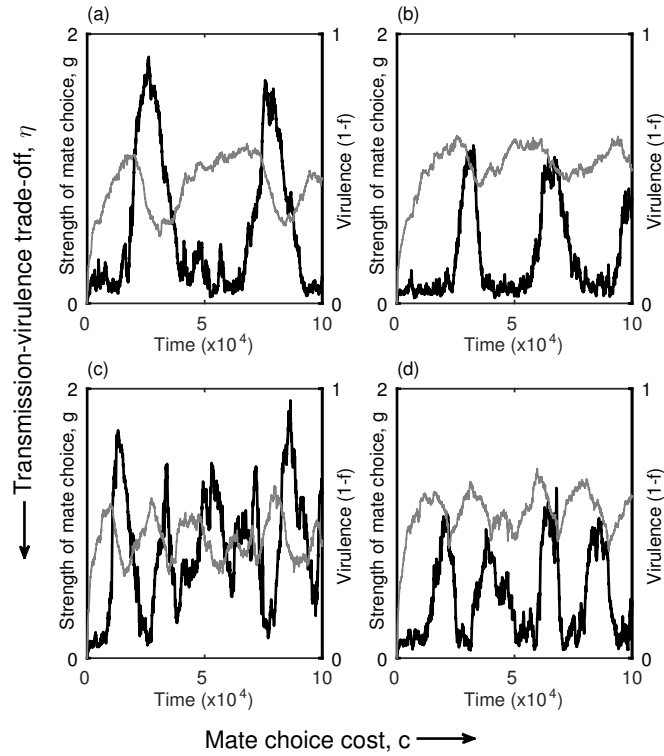 (a)
(b)
2
1
2
1
Strength of mate choice, g
Virulence (1-f)
Strength of mate choice, g
Virulence (1-f)
0
0
0
0
0
5
10
0
5
10
Time (x10⁴)
Time (x10⁴)
(c)
(d)
2
1
2
1
Strength of mate choice, g
Virulence (1-f)
Strength of mate choice, g
Virulence (1-f)
0
0
0
0
0
5
10
0
5
10
Time (x10⁴)
Time (x10⁴)
Transmission-virulence trade-off, η
Mate choice cost, c